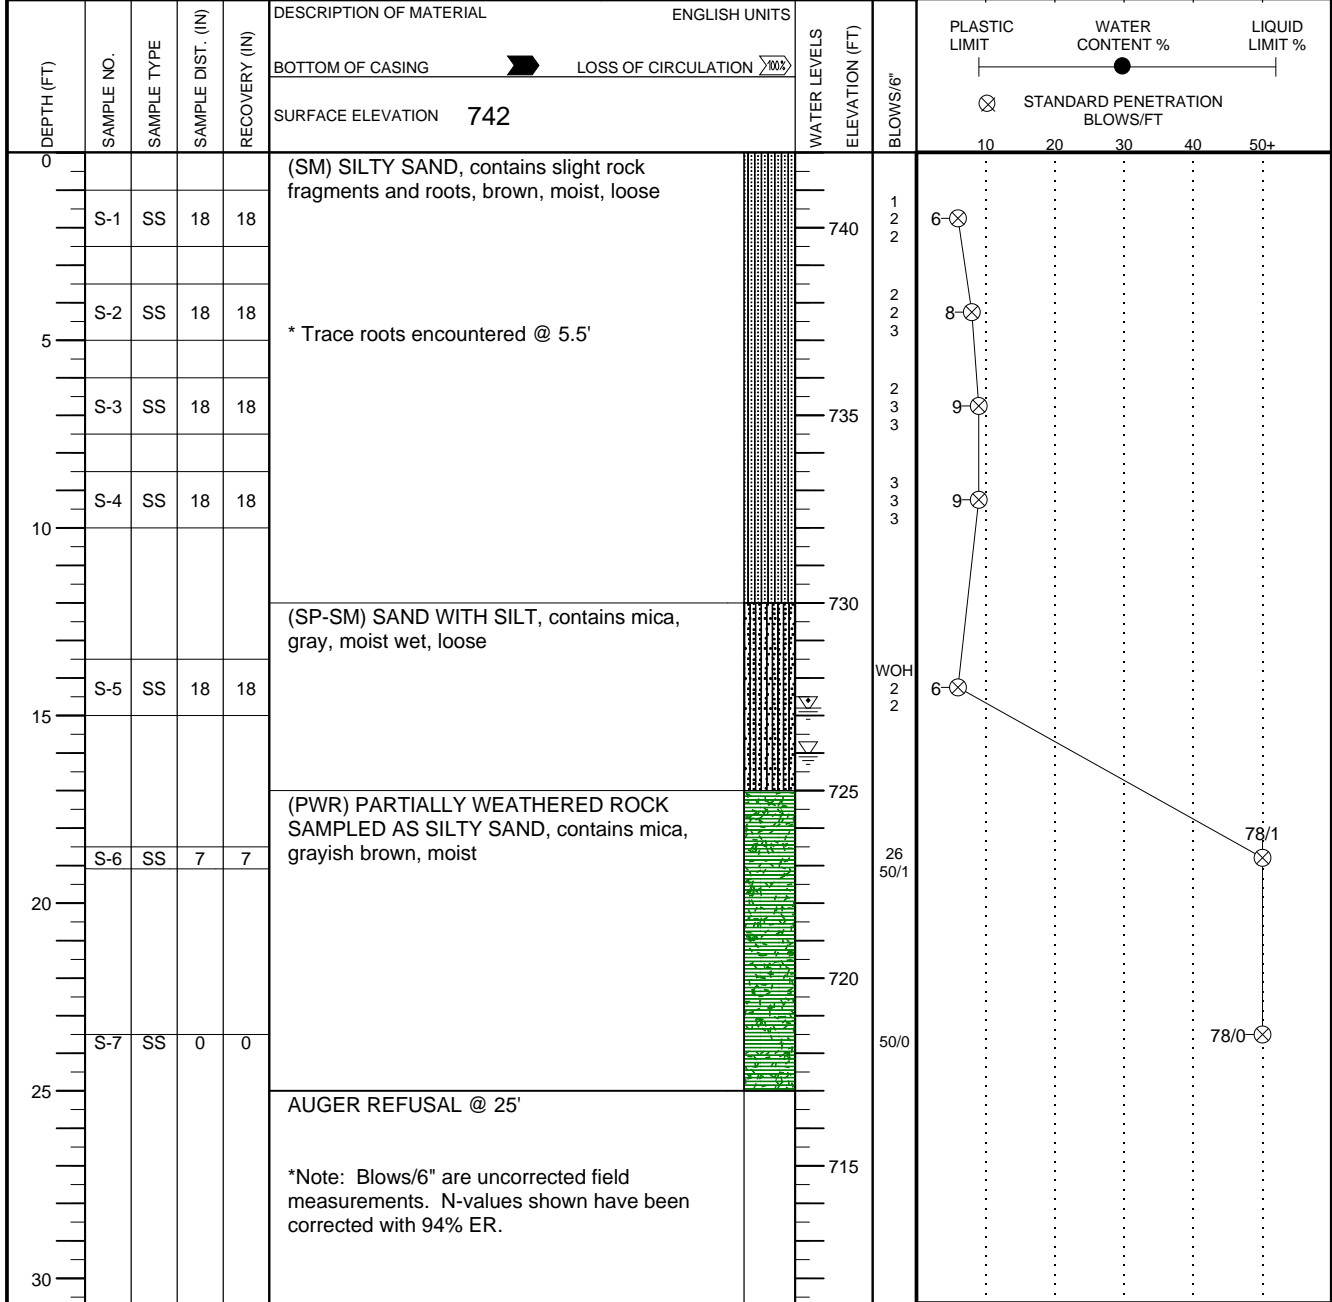 DEPTH (FT)
SAMPLE NO.
SAMPLE TYPE
SAMPLE DIST. (IN)
RECOVERY (IN)
DESCRIPTION OF MATERIAL ENGLISH UNITS
BOTTOM OF CASING LOSS OF CIRCULATION 100%
SURFACE ELEVATION 742
WATER LEVELS
ELEVATION (FT)
BLOWS/6"
PLASTIC LIMIT
WATER CONTENT %
LIQUID LIMIT %
STANDARD PENETRATION
BLOWS/FT
10 20 30 40 50+
0
(SM) SILTY SAND, contains slight rock
fragments and roots, brown, moist, loose
S-1 SS 18 18
740
1
2
2
6
S-2 SS 18 18
2
2
3
8
* Trace roots encountered @ 5.5'
5
S-3 SS 18 18
735
2
3
3
9
S-4 SS 18 18
3
3
3
9
10
730
(SP-SM) SAND WITH SILT, contains mica,
gray, moist wet, loose
S-5 SS 18 18
WOH
2
2
6
15
725
(PWR) PARTIALLY WEATHERED ROCK
SAMPLED AS SILTY SAND, contains mica,
grayish brown, moist
S-6 SS 7 7
26
50/1
78/1
20
720
S-7 SS 0 0
50/0
78/0
25
AUGER REFUSAL @ 25'
715
*Note: Blows/6" are uncorrected field
measurements. N-values shown have been
corrected with 94% ER.
30